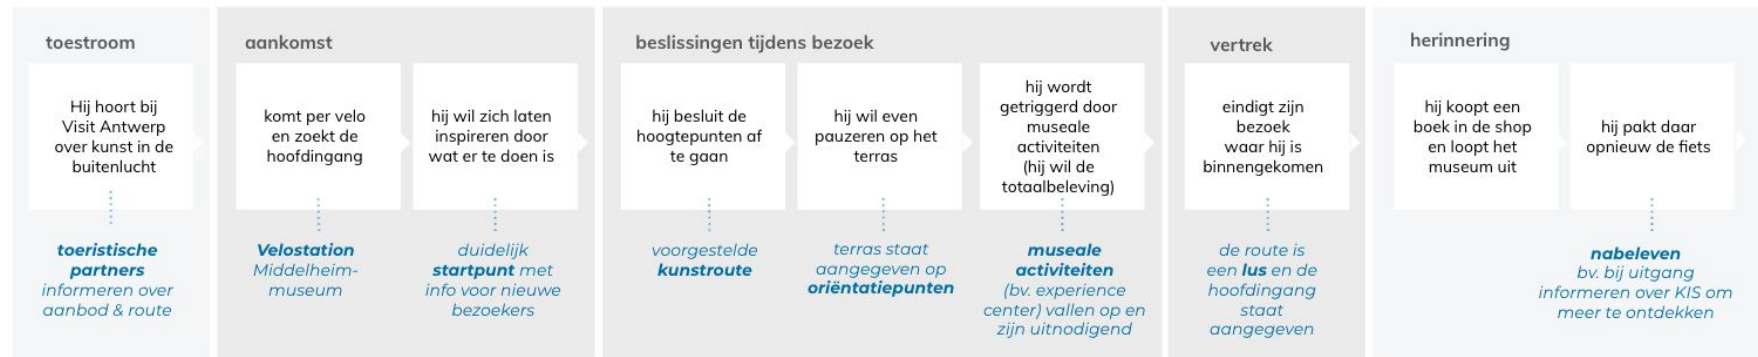 toestroom
Hij hoort bij
Visit Antwerp
over kunst in de
buitenlucht
toeristische
partners
informeren over
aanbod & route
aankomst
komt per velo
en zoekt de
hoofdingang
Velostation
Middelheim-
museum
hij wil zich laten
inspireren door
wat er te doen is
duidelijk
startpunt met
info voor nieuwe
bezoekers
beslissingen tijdens bezoek
hij besluit de
hoogtepunten af
te gaan
voorgestelde
kunstroute
hij wil even
pauzeren op het
terras
terras staat
aangegeven op
oriëntatiepunten
hij wordt
getriggerd door
museale
activiteiten
(hij wil de
totaalbeleving)
museale
activiteiten
(bv. experience
center) vallen op en
zijn uitnodigend
vertrek
eindigt zijn
bezoek
waar hij is
binnengekomen
de route is
een lus en de
hoofdingang
staat
aangegeven
herinnering
hij koopt een
boek in de shop
en loopt het
museum uit
hij pakt daar
opnieuw de fiets
nabeleven
bv. bij uitgang
informeren over KIS om
meer te ontdekken